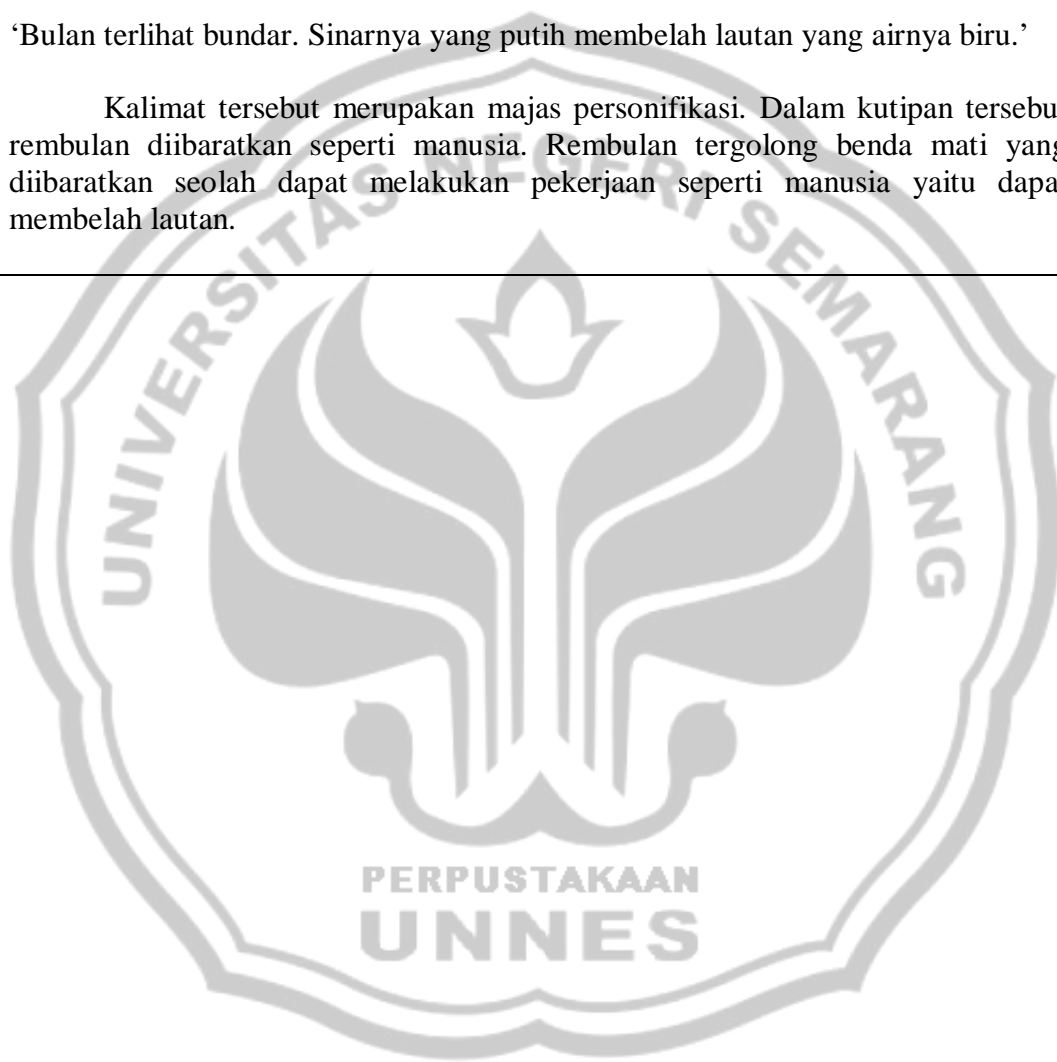 ‘Bulan terlihat bundar. Sinarnya yang putih membelah lautan yang airnya biru.’
Kalimat tersebut merupakan majas personifikasi. Dalam kutipan tersebu
rembulan diibaratkan seperti manusia. Rembulan tergolong benda mati yang
diibaratkan seolah dapat melakukan pekerjaan seperti manusia yaitu dapa
membelah lautan.
UNIVERSITAS NEGERI SEMARANG
PERPUSTAKAAN
UNNES